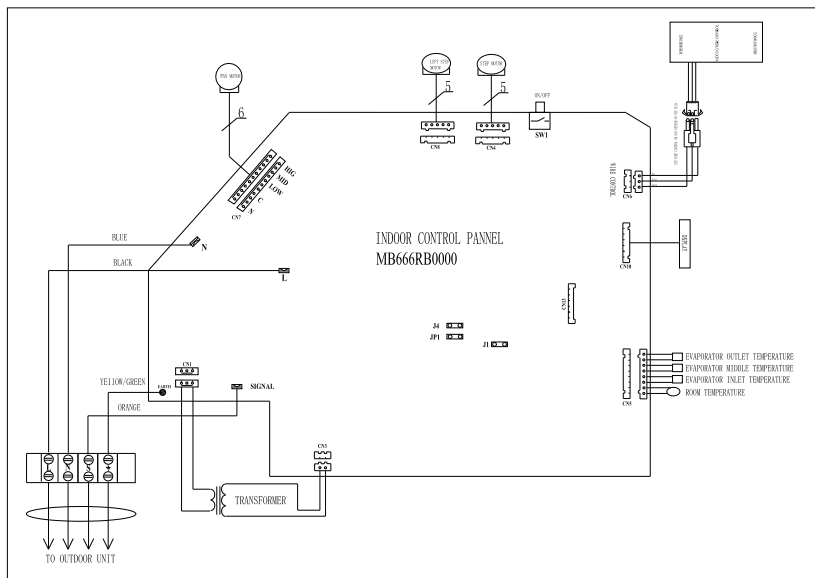 FAN MOTOR
6
LEFT STEP
MOTOR
5
STEP MOTOR
5
ON/OFF
SW1
CN8
CN4
HIG
MID
LOW
C
N
CN7
WIRE CONTROL
CN6
BLUE
N
BLACK
L
INDOOR CONTROL PANNEL
MB666RB0000
CN10
DISPLAY
CN13
J4
JP1
J1
CN1
YEIIOW/GREEN
EARTH
SIGNAL
ORANGE
CN5
EVAPORATOR OUTLET TEMPERATURE
EVAPORATOR MIDDLE TEMPERATURE
EVAPORATOR INLET TEMPERATURE
ROOM TEMPERATURE
CN3
L
N
S
TRANSFORMER
TO OUTDOOR UNIT